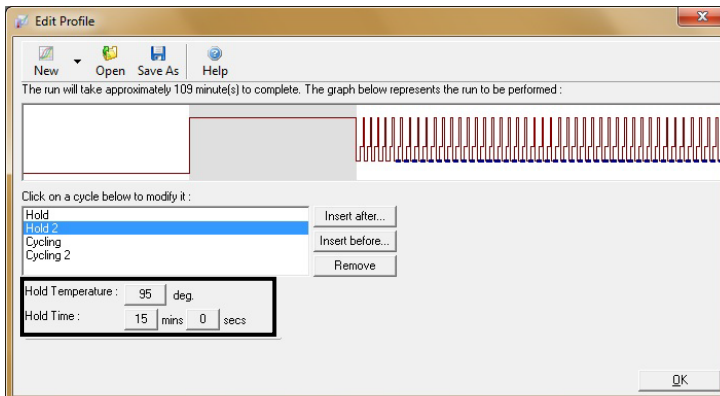 Edit Profile
New Open Save As Help
The run will take approximately 109 minute(s) to complete. The graph below represents the run to be performed :
Click on a cycle below to modify it :
Hold
Hold 2
Cycling
Cycling 2
Insert after...
Insert before...
Remove
Hold Temperature : 95 deg.
Hold Time : 15 mins 0 secs
OK